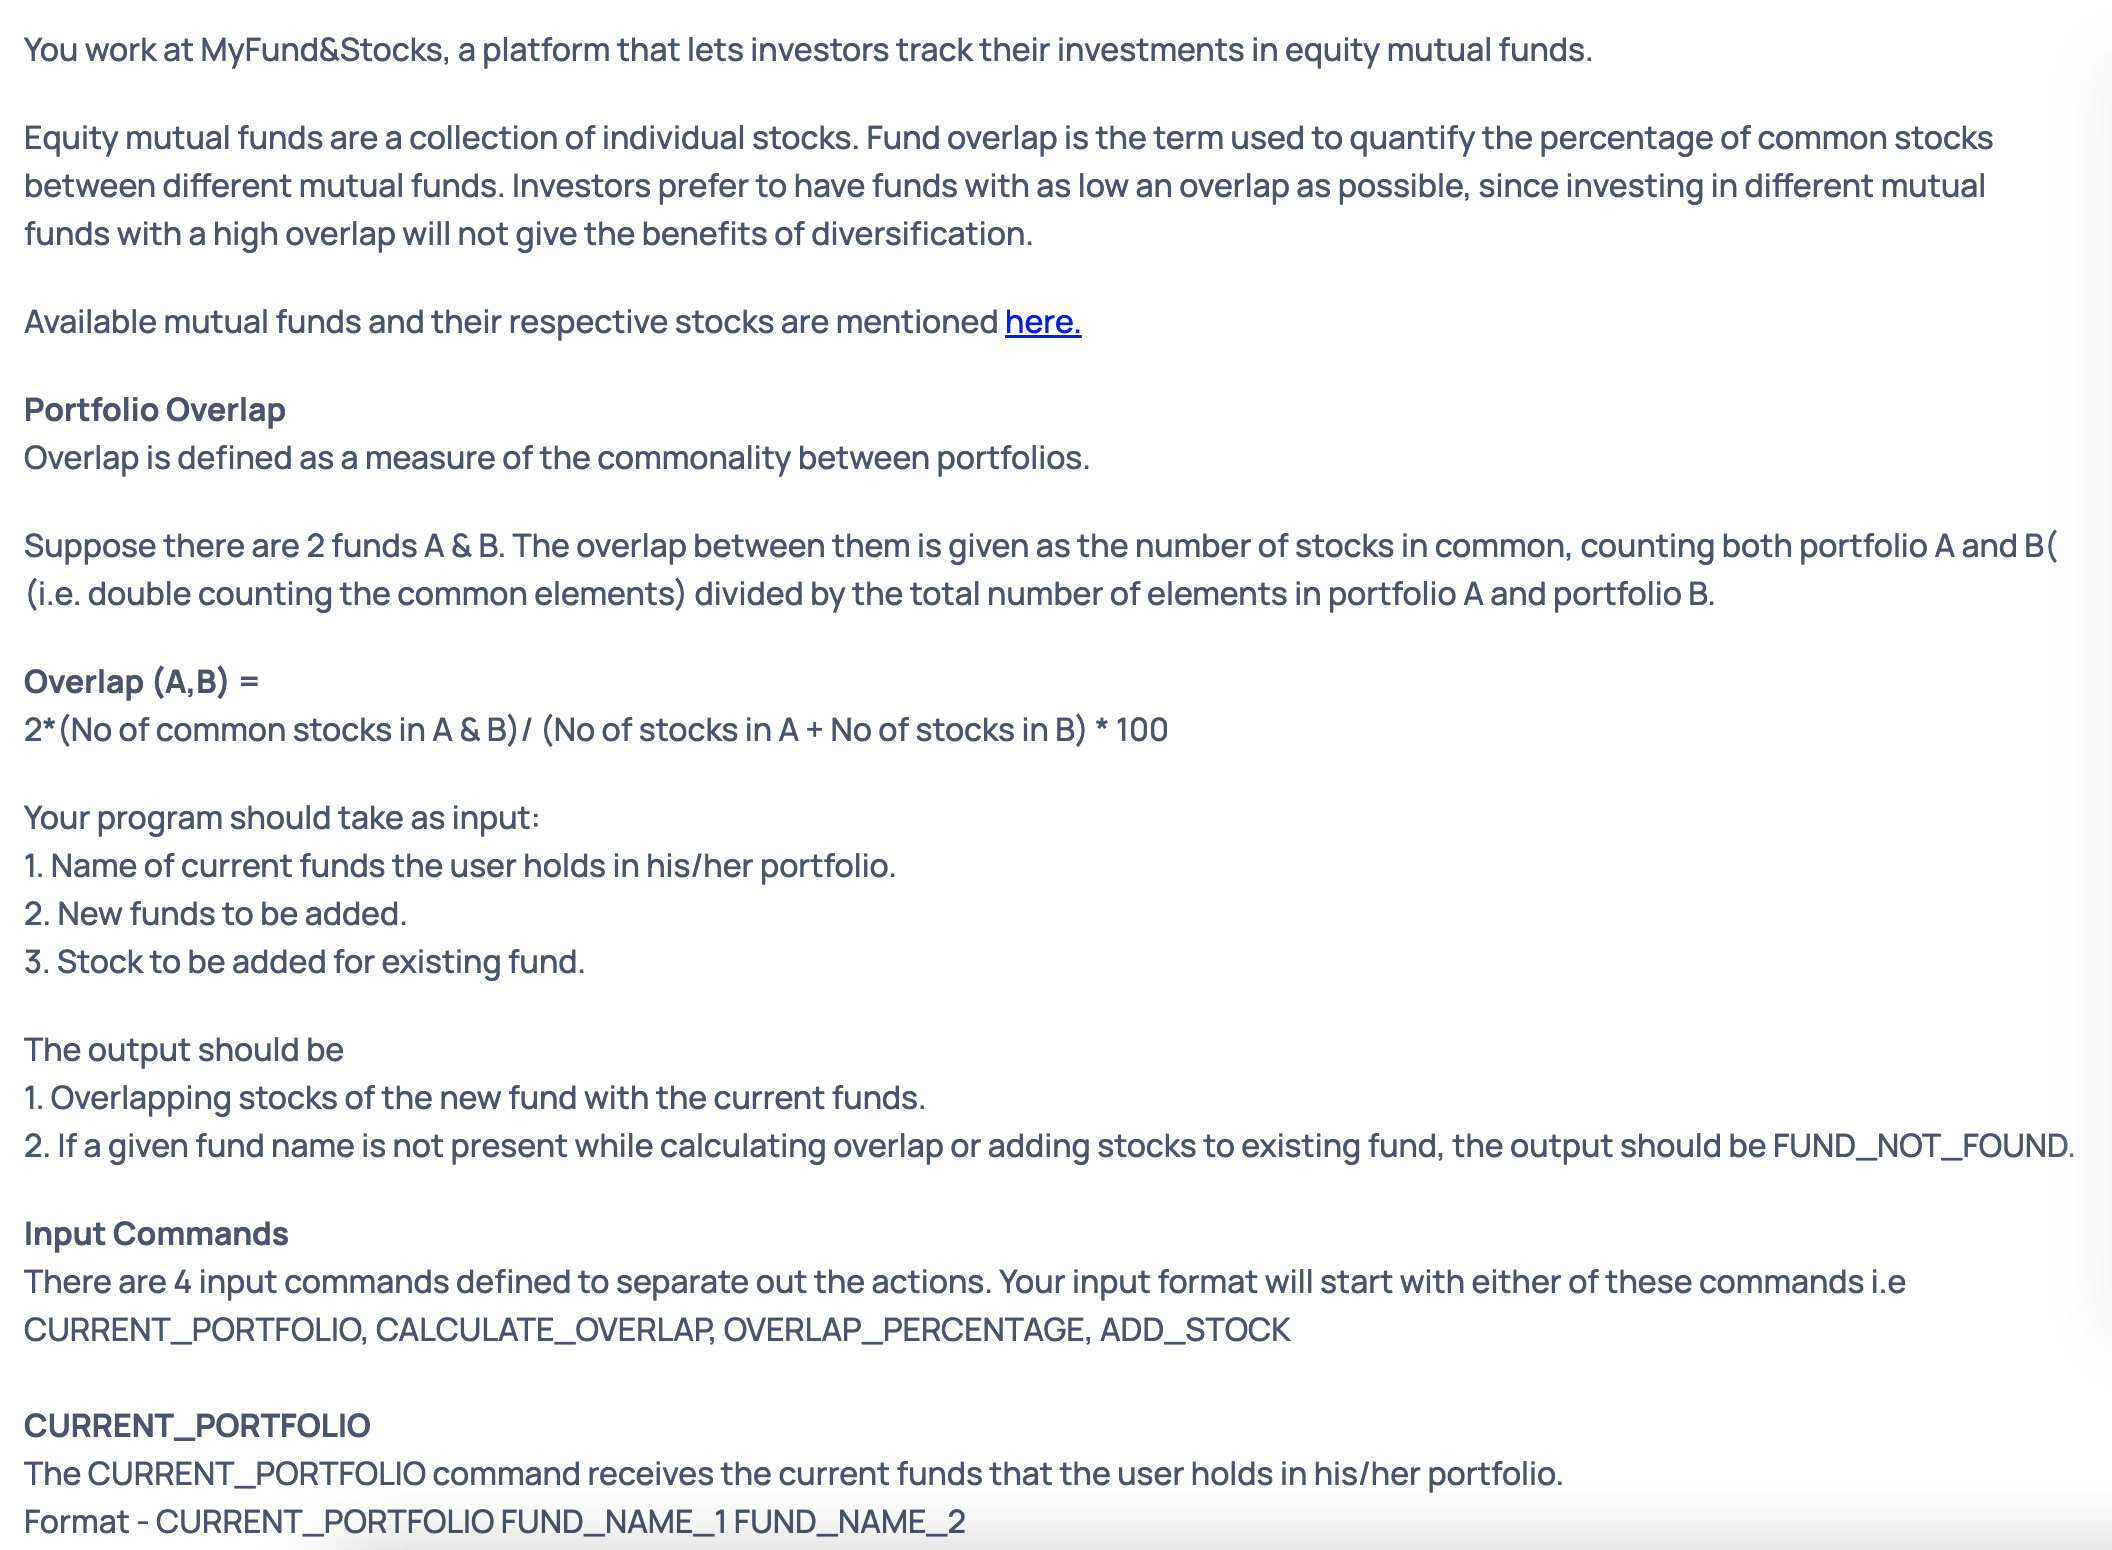 You work at MyFund&Stocks, a platform that lets investors track their investments in equity mutual funds.
Equity mutual funds are a collection of individual stocks. Fund overlap is the term used to quantify the percentage of common stocks
between different mutual funds. Investors prefer to have funds with as low an overlap as possible, since investing in different mutual
funds with a high overlap will not give the benefits of diversification.
Available mutual funds and their respective stocks are mentioned here.
Portfolio Overlap
Overlap is defined as a measure of the commonality between portfolios.
Suppose there are 2 funds A & B. The overlap between them is given as the number of stocks in common, counting both portfolio A and B(
(i.e. double counting the common elements) divided by the total number of elements in portfolio A and portfolio B.
Overlap (A,B) =
2*(No of common stocks in A & B)/ (No of stocks in A + No of stocks in B) * 100
Your program should take as input:
1. Name of current funds the user holds in his/her portfolio.
2. New funds to be added.
3. Stock to be added for existing fund.
The output should be
1. Overlapping stocks of the new fund with the current funds.
2. If a given fund name is not present while calculating overlap or adding stocks to existing fund, the output should be FUND_NOT_FOUND.
Input Commands
There are 4 input commands defined to separate out the actions. Your input format will start with either of these commands i.e
CURRENT_PORTFOLIO, CALCULATE_OVERLAP, OVERLAP_PERCENTAGE, ADD_STOCK
CURRENT_PORTFOLIO
The CURRENT_PORTFOLIO command receives the current funds that the user holds in his/her portfolio.
Format - CURRENT_PORTFOLIO FUND_NAME_1 FUND_NAME_2